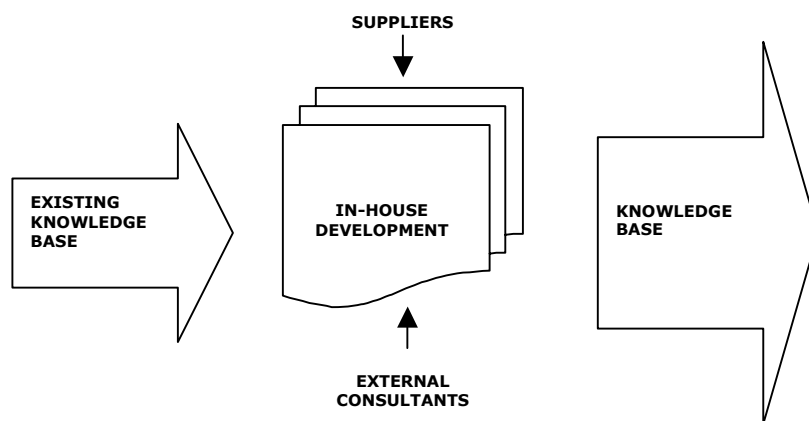 SUPPLIERS
EXISTING
KNOWLEDGE
BASE
IN-HOUSE
DEVELOPMENT
KNOWLEDGE
BASE
EXTERNAL
CONSULTANTS